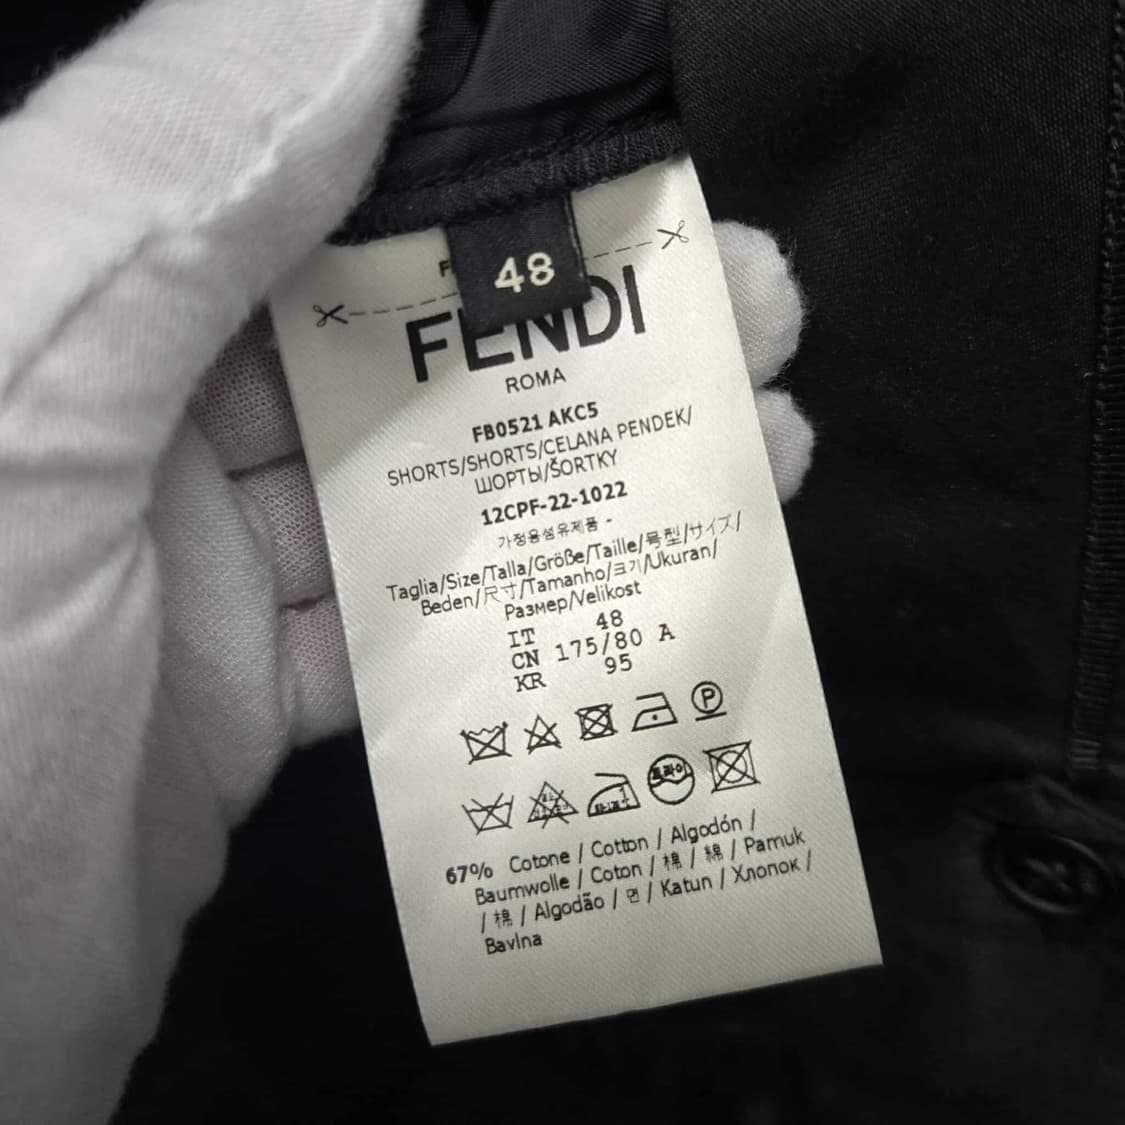 48
FENDI
ROMA
FB0521 AKC5
SHORTS/SHORTS/CELANA PENDEK/
ШОРТЫ/ŠORTKY
12CPF-22-1022
가정용섬유제품 -
Taglia/Size/Talla/Größe/Taille/号型/サイズ/
Beden/尺寸/Tamanho/크기/Ukuran/
Размер/Velikost
IT 48
CN 175/80 A
KR 95
P
드라이
67% Cotone / Cotton / Algodón /
Baumwolle / Coton / 棉 / 綿 / Pamuk
/ 棉 / Algodão / 면 / Katun / Хлопок /
Bavlna